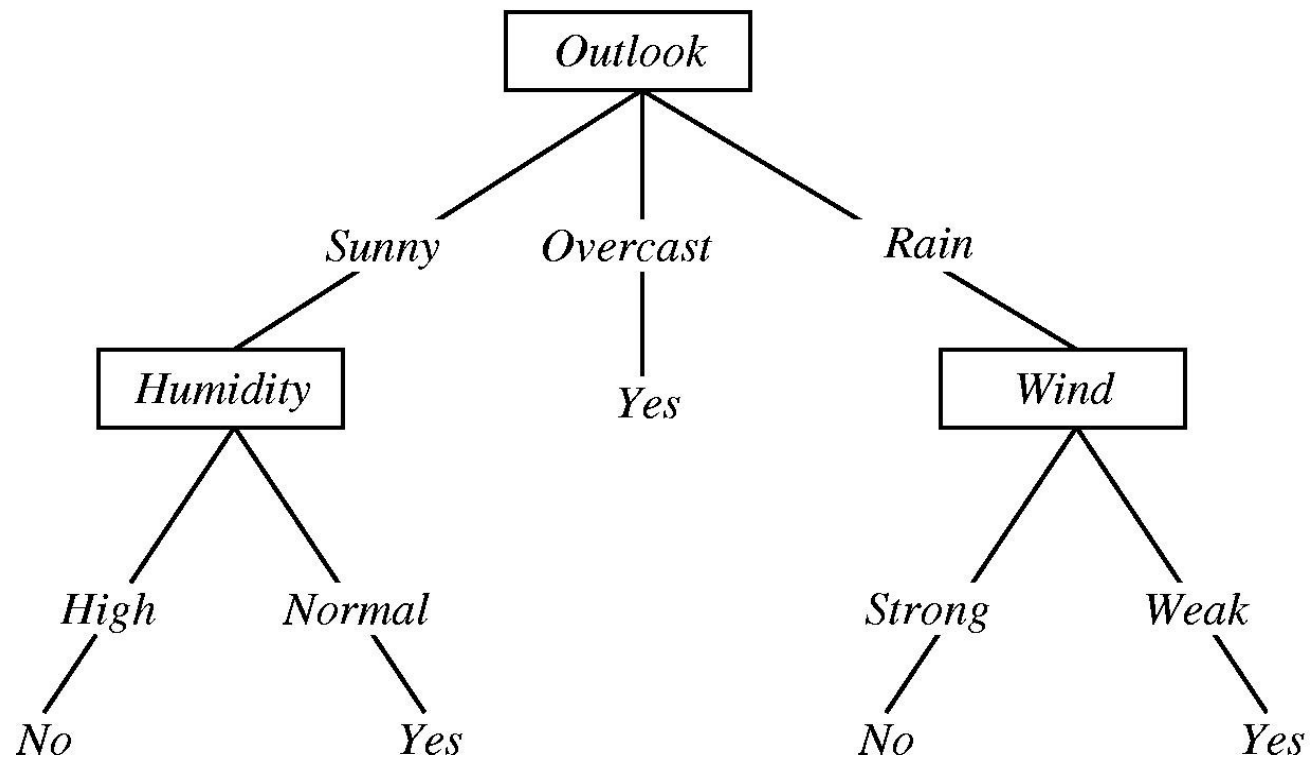 Outlook
Sunny Overcast Rain
Humidity Yes Wind
High Normal Strong Weak
No Yes No Yes